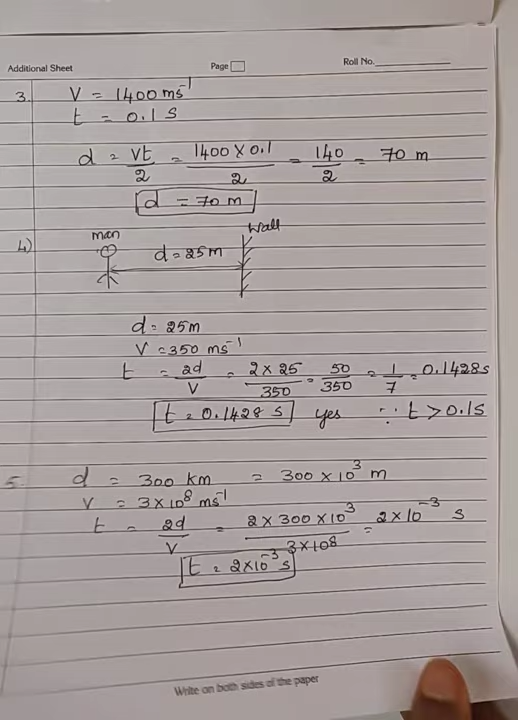 Additional Sheet Page Roll No.
3. V = 1400 ms⁻¹
t = 0.1 s
d = Vt/2 = 1400 X 0.1/2 = 140/2 = 70 m
d = 70 m
4) man wall
d = 25m
d = 25m
V = 350 ms⁻¹
t = 2d/V = 2 × 25/350 = 50/350 = 1/7 = 0.1428s
t = 0.1428 s yes ∵ t > 0.1s
5. d = 300 km = 300 × 10³ m
V = 3×10⁸ ms⁻¹
t = 2d/V = 2 × 300 × 10³/3×10⁸ = 2 × 10⁻³ s
t = 2×10⁻³ s
Write on both sides of the paper